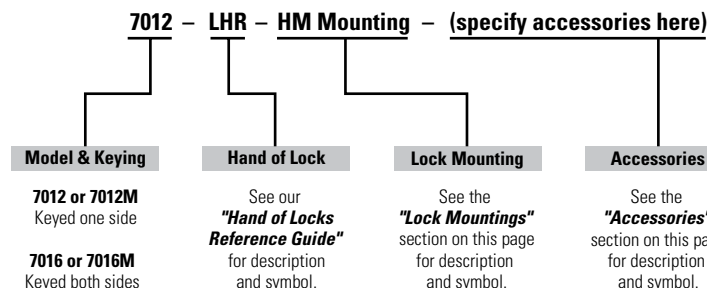 7012 – LHR – HM Mounting – (specify accessories here)
Model & Keying
7012 or 7012M
Keyed one side
7016 or 7016M
Keyed both sides
Hand of Lock
See our
"Hand of Locks
Reference Guide"
for description
and symbol.
Lock Mounting
See the
"Lock Mountings"
section on this page
for description
and symbol.
Accessories
See the
"Accessories"
section on this pa
for description
and symbol.